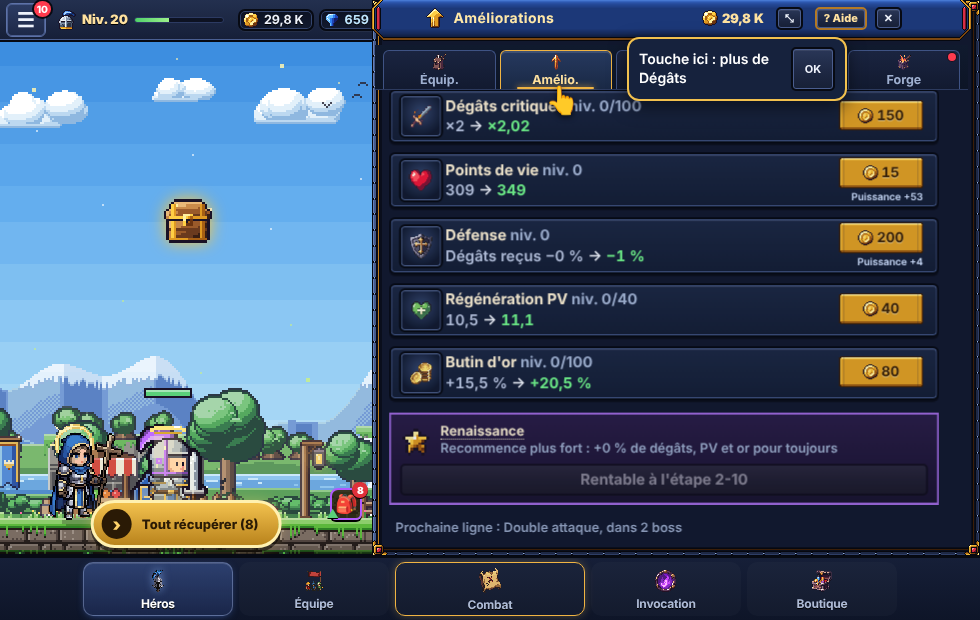 10
Niv. 20
29,8 K
659
Améliorations
29,8 K
? Aide
Équip.
Amélio.
Touche ici : plus de
Dégâts
OK
Forge
Dégâts critiques niv. 0/100
×2 → ×2,02
150
Points de vie niv. 0
309 → 349
15
Puissance +53
Défense niv. 0
Dégâts reçus −0 % → −1 %
200
Puissance +4
Régénération PV niv. 0/40
10,5 → 11,1
40
Butin d'or niv. 0/100
+15,5 % → +20,5 %
80
Renaissance
Recommence plus fort : +0 % de dégâts, PV et or pour toujours
Rentable à l'étape 2-10
Prochaine ligne : Double attaque, dans 2 boss
8
Tout récupérer (8)
Héros
Équipe
Combat
Invocation
Boutique